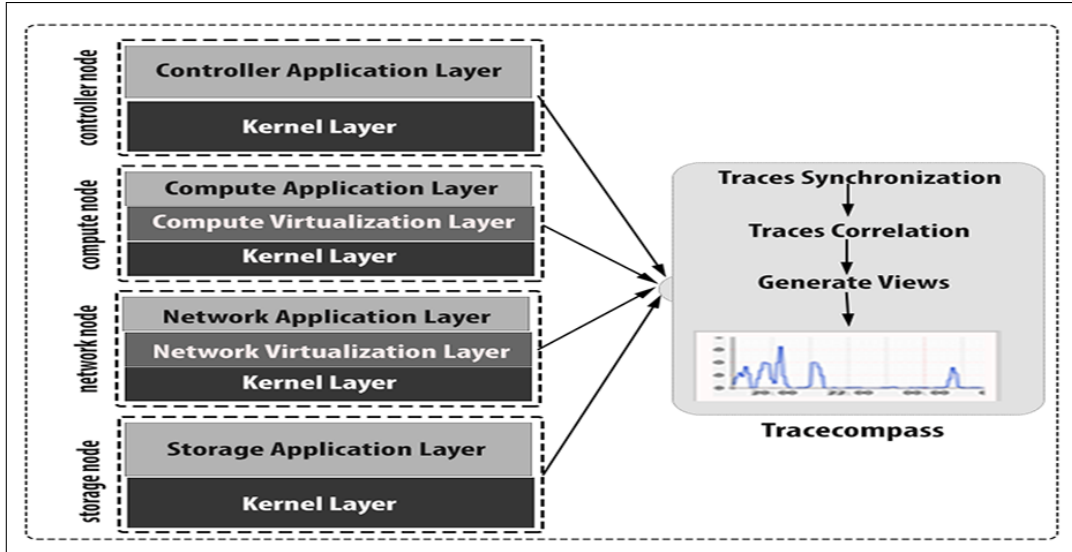 controller node
Controller Application Layer
Kernel Layer
compute node
Compute Application Layer
Compute Virtualization Layer
Kernel Layer
network node
Network Application Layer
Network Virtualization Layer
Kernel Layer
storage node
Storage Application Layer
Kernel Layer
Traces Synchronization
Traces Correlation
Generate Views
Tracecompass